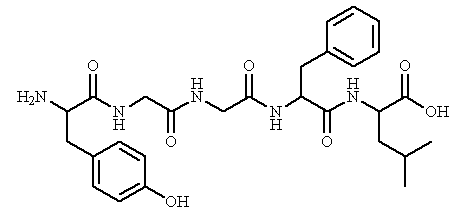 O O O
H H
H₂N N N
N N OH
H H
O O
OH